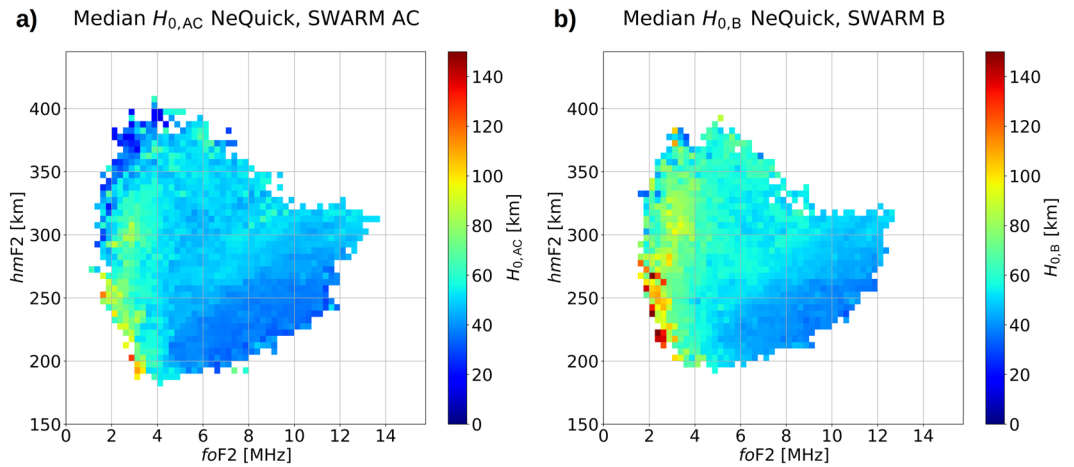 a) Median H0,AC NeQuick, SWARM AC
400
350
300
250
200
150
hmF2 [km]
0 2 4 6 8 10 12 14
foF2 [MHz]
140
120
100
80
60
40
20
0
H0,AC [km]
b) Median H0,B NeQuick, SWARM B
400
350
300
250
200
150
hmF2 [km]
0 2 4 6 8 10 12 14
foF2 [MHz]
140
120
100
80
60
40
20
0
H0,B [km]